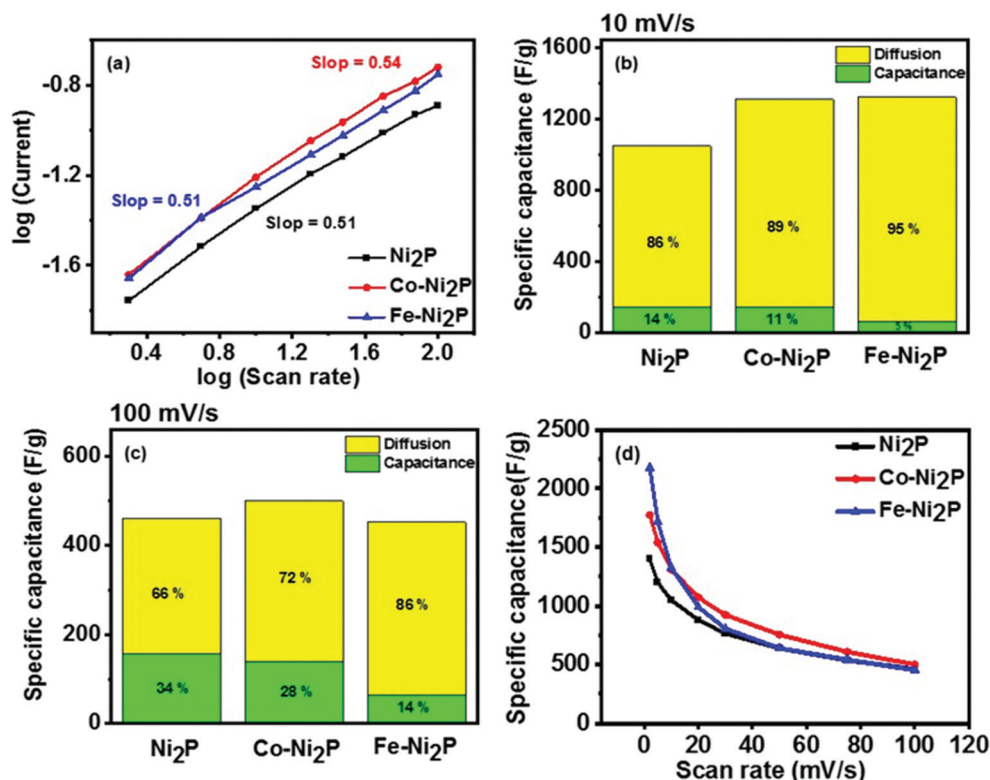 (a)
Slop = 0.54
Slop = 0.51
Slop = 0.51
Ni2P
Co-Ni2P
Fe-Ni2P
log (Current)
-0.8
-1.2
-1.6
0.4 0.8 1.2 1.6 2.0
log (Scan rate)
10 mV/s
(b)
Diffusion
Capacitance
Specific capacitance (F/g)
1600
1200
800
400
0
86 %
89 %
95 %
14 %
11 %
5 %
Ni2P Co-Ni2P Fe-Ni2P
100 mV/s
(c)
Diffusion
Capacitance
Specific capacitance (F/g)
600
400
200
0
66 %
72 %
86 %
34 %
28 %
14 %
Ni2P Co-Ni2P Fe-Ni2P
(d)
Ni2P
Co-Ni2P
Fe-Ni2P
Specific capacitance(F/g)
2500
2000
1500
1000
500
0
0 20 40 60 80 100 120
Scan rate (mV/s)